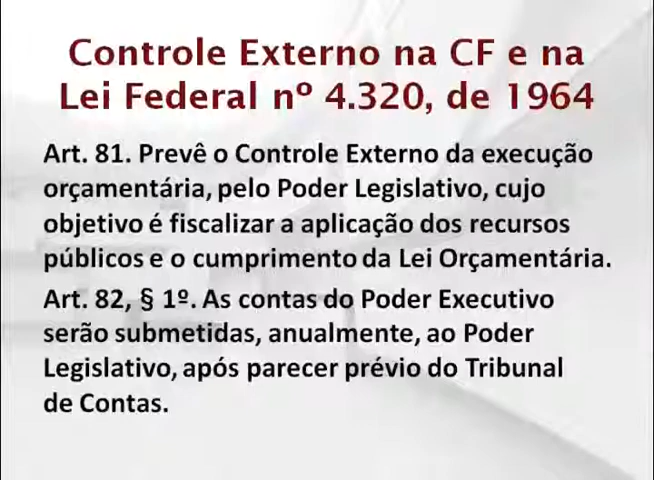 Controle Externo na CF e na
Lei Federal nº 4.320, de 1964
Art. 81. Prevê o Controle Externo da execução
orçamentária, pelo Poder Legislativo, cujo
objetivo é fiscalizar a aplicação dos recursos
públicos e o cumprimento da Lei Orçamentária.
Art. 82, § 1º. As contas do Poder Executivo
serão submetidas, anualmente, ao Poder
Legislativo, após parecer prévio do Tribunal
de Contas.